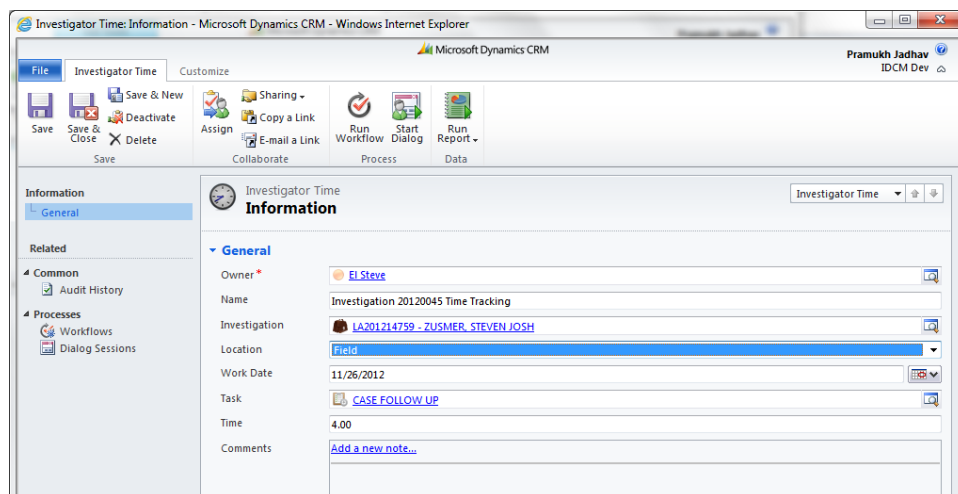 Investigator Time: Information - Microsoft Dynamics CRM - Windows Internet Explorer
Microsoft Dynamics CRM
Pramukh Jadhav
IDCM Dev
File Investigator Time Customize
Save
Save & Close
Save & New
Deactivate
Delete
Save
Assign
Sharing
Copy a Link
E-mail a Link
Collaborate
Run Workflow
Start Dialog
Process
Run Report
Data
Information
General
Related
Common
Audit History
Processes
Workflows
Dialog Sessions
Investigator Time
Information
Investigator Time
General
Owner* El Steve
Name Investigation 20120045 Time Tracking
Investigation LA201214759 - ZUSMER, STEVEN JOSH
Location Field
Work Date 11/26/2012
Task CASE FOLLOW UP
Time 4.00
Comments Add a new note...